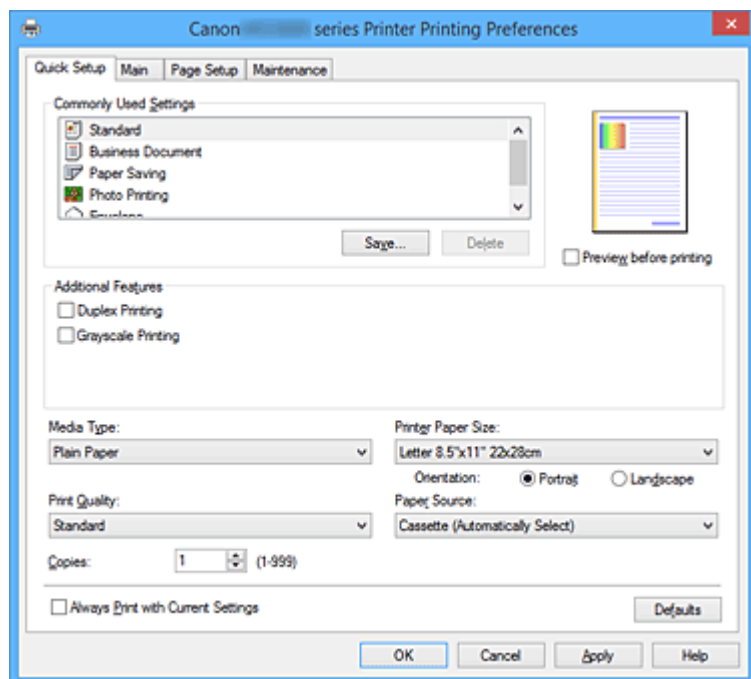 Canon series Printer Printing Preferences
Quick Setup Main Page Setup Maintenance
Commonly Used Settings
Standard
Business Document
Paper Saving
Photo Printing
Envelope
Save... Delete
Preview before printing
Additional Features
Duplex Printing
Grayscale Printing
Media Type: Printer Paper Size:
Plain Paper Letter 8.5"x11" 22x28cm
Orientation: Portrait Landscape
Print Quality: Paper Source:
Standard Cassette (Automatically Select)
Copies: 1 (1-999)
Always Print with Current Settings Defaults
OK Cancel Apply Help